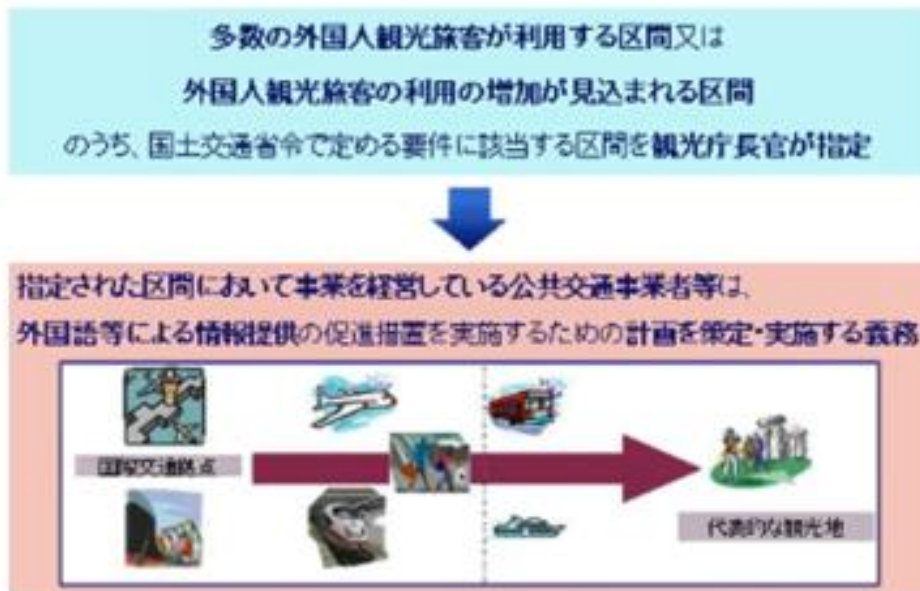 多数の外国人観光旅客が利用する区間又は
外国人観光旅客の利用の増加が見込まれる区間
のうち、国土交通省令で定める要件に該当する区間を観光庁長官が指定
指定された区間において事業を経営している公共交通事業者等は、
外国語等による情報提供の促進措置を実施するための計画を策定・実施する義務
国際交通拠点
代表的な観光地